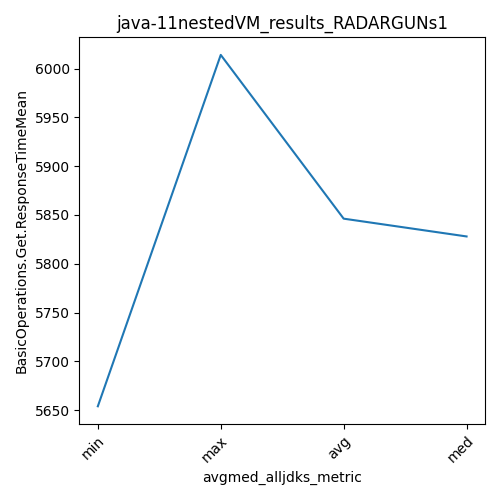 java-11nestedVM_results_RADARGUNs1
BasicOperations.Get.ResponseTimeMean
6000
5950
5900
5850
5800
5750
5700
5650
min
max
avg
med
avgmed_alljdks_metric